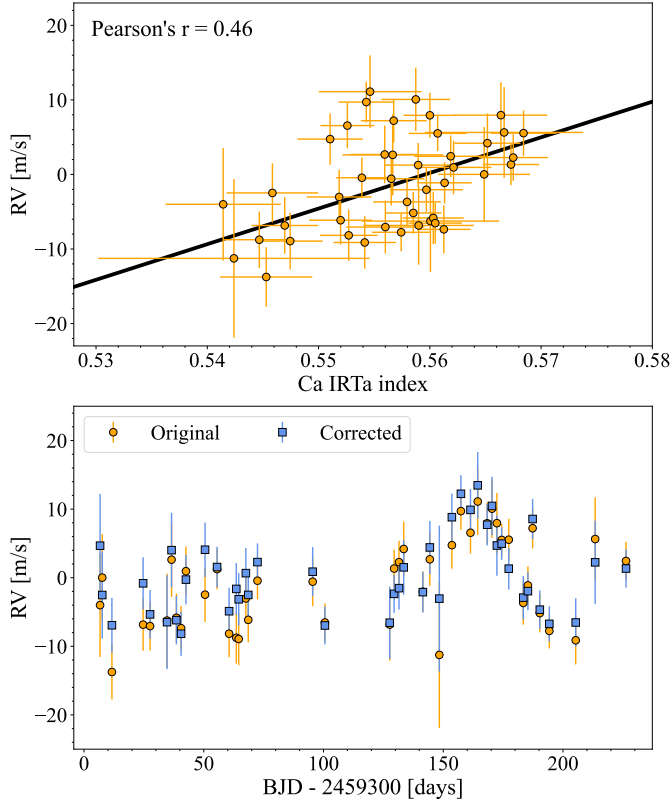 Pearson's r = 0.46
20
10
0
−10
−20
RV [m/s]
0.53 0.54 0.55 0.56 0.57 0.58
Ca IRTa index
Original Corrected
20
10
0
−10
−20
RV [m/s]
0 50 100 150 200
BJD - 2459300 [days]